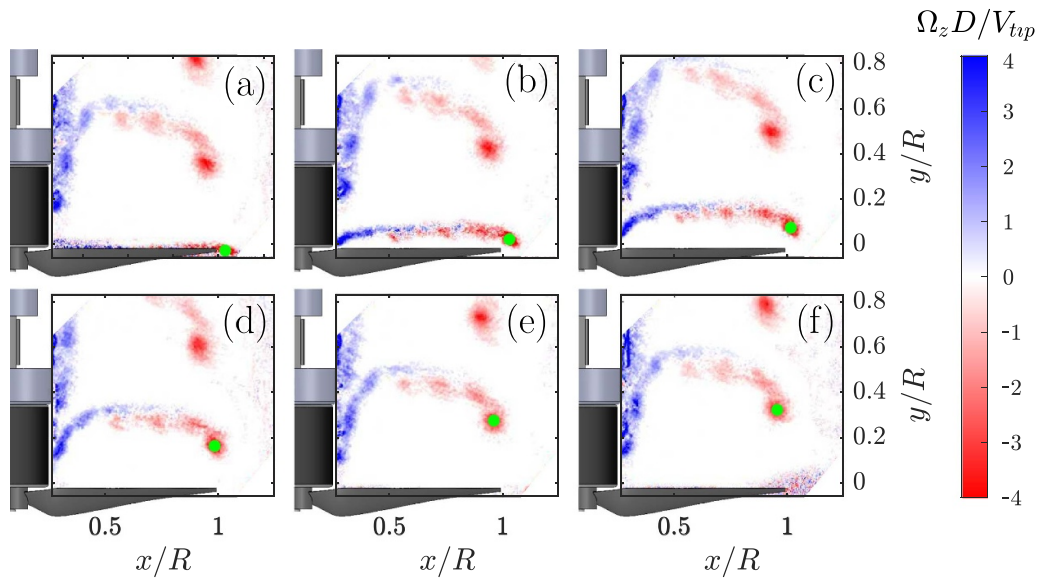 Ω_z D/V_tip
(a) (b) (c) 0.8 4
0.6 3
0.4 y/R 2
0.2 1
0 0
(d) (e) (f) 0.8 -1
0.6 -2
0.4 y/R
0.2 -3
0 -4
0.5 1 0.5 1 0.5 1
x/R x/R x/R